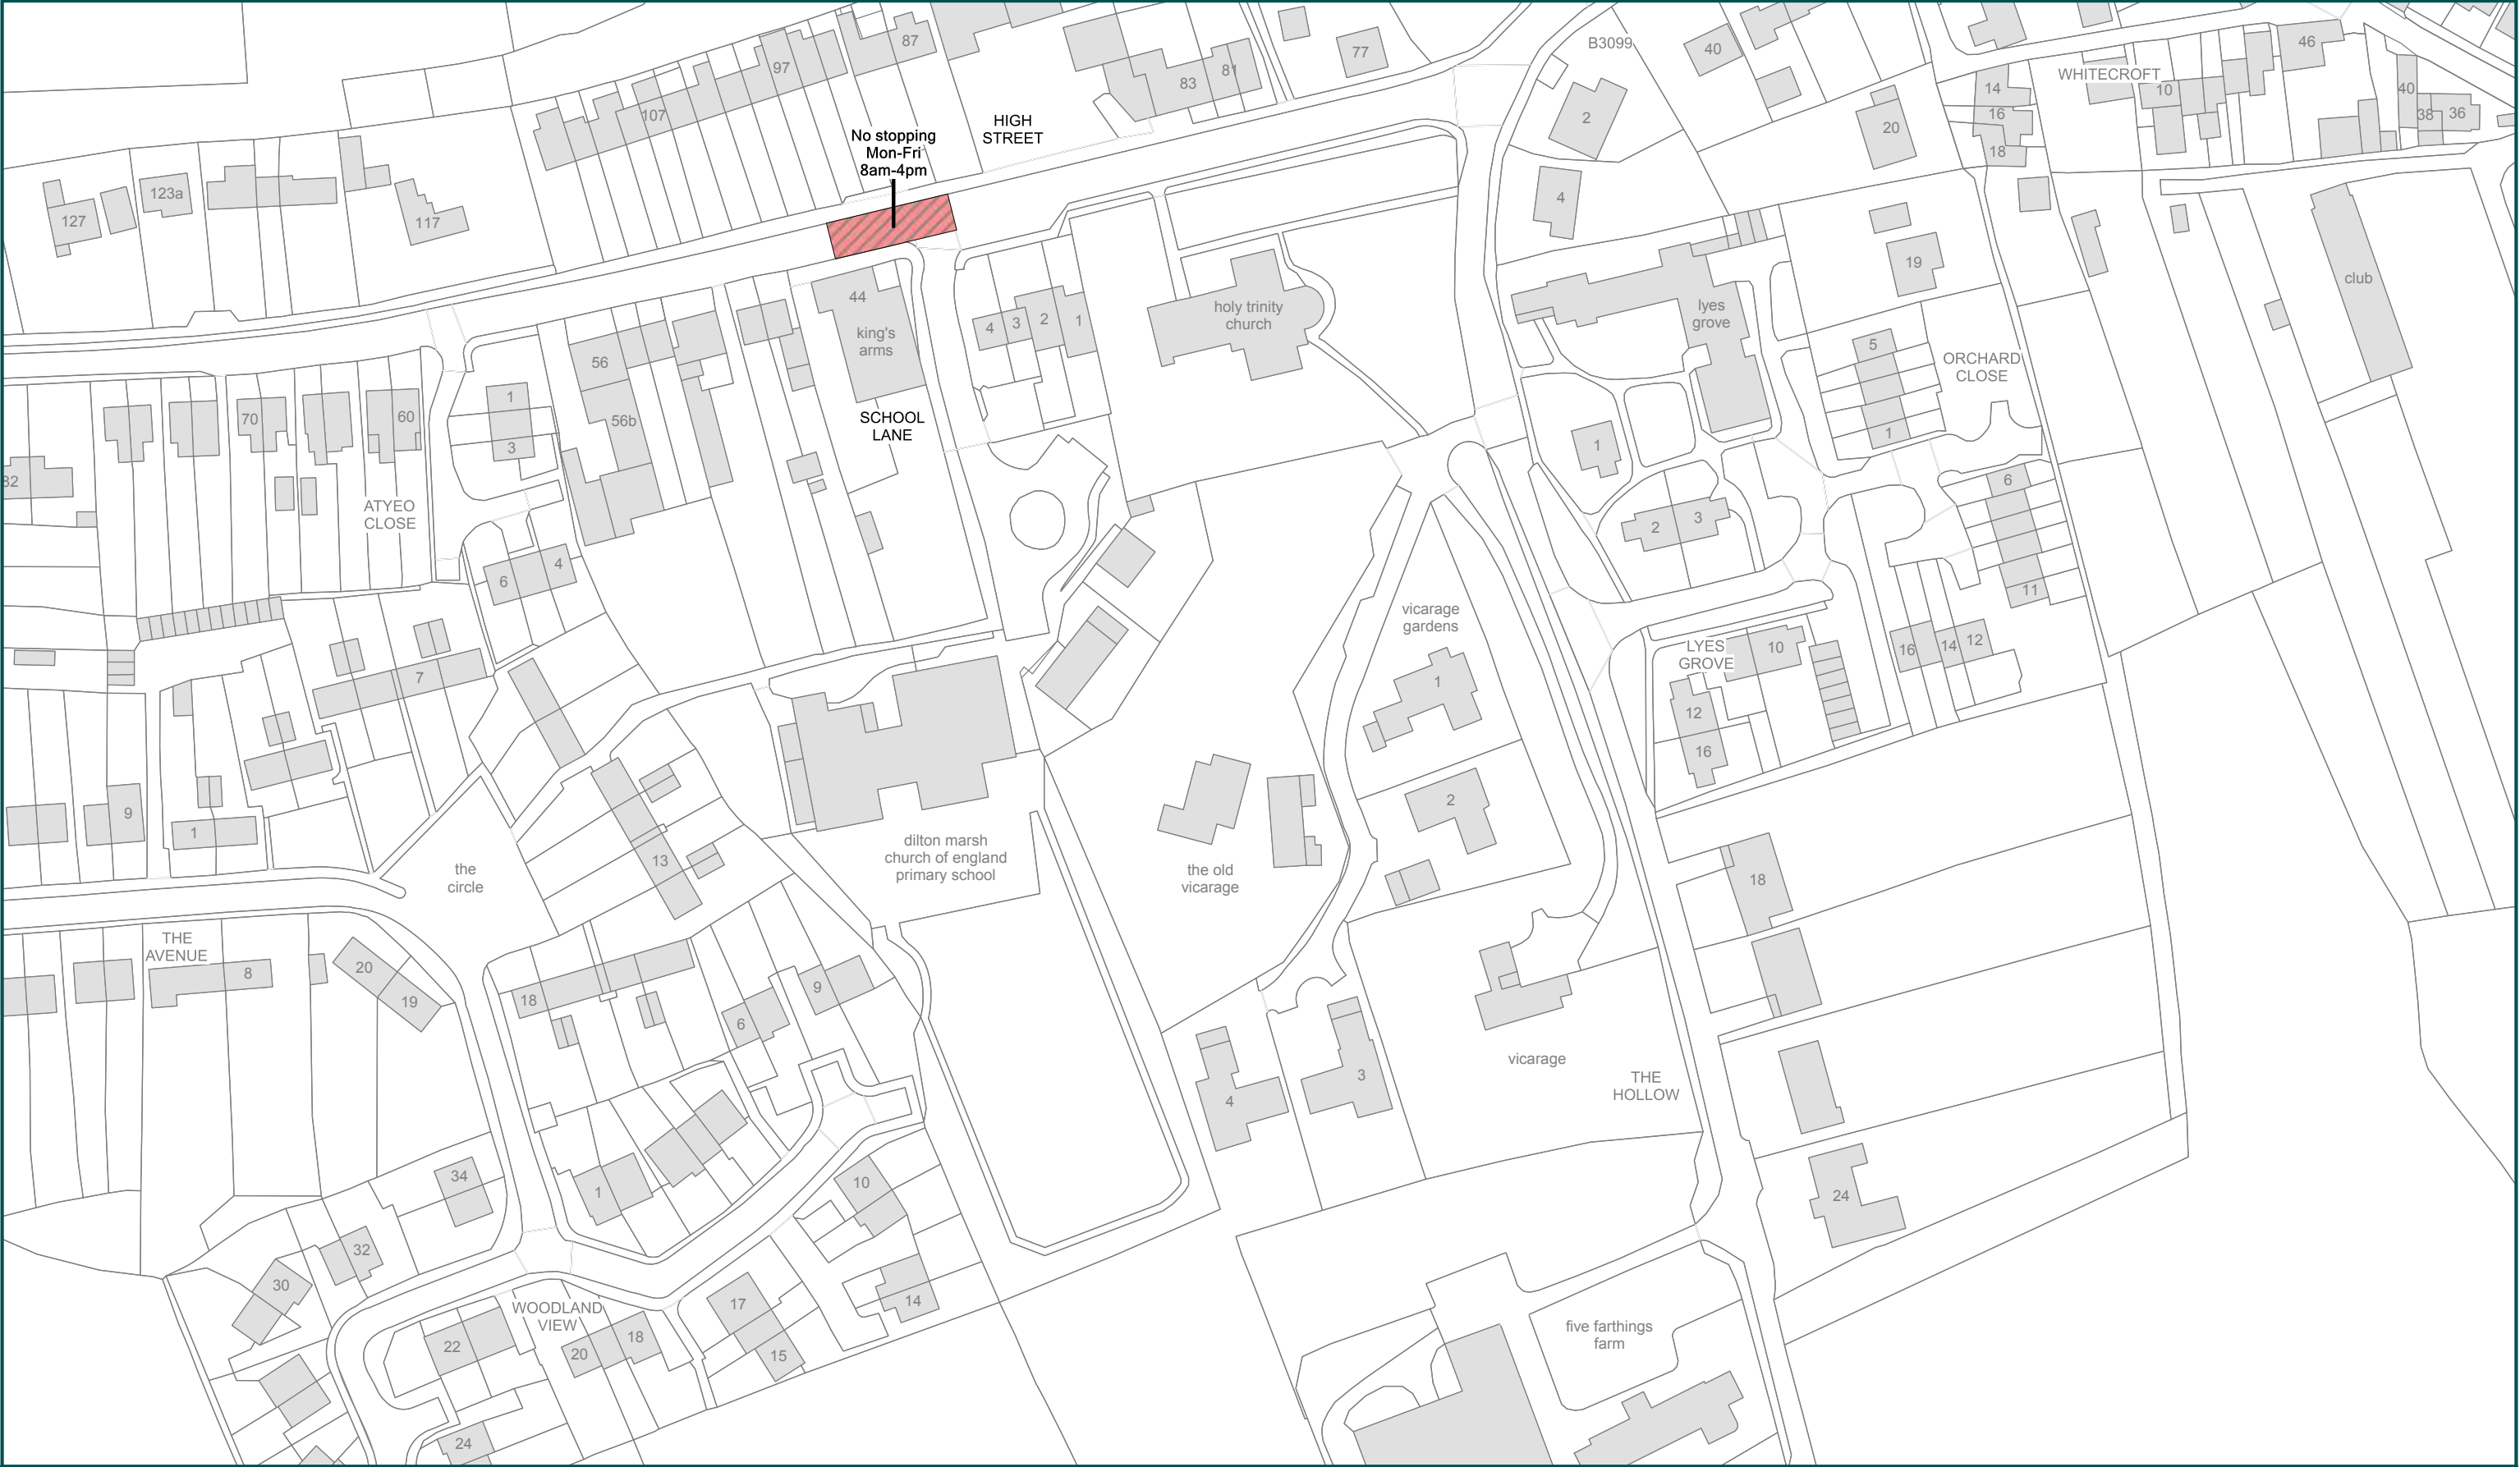 87
97
107
83
81
77
B3099
40
2
4
20
14
16
18
WHITECROFT
10
46
40
38
36
HIGH
STREET
No stopping
Mon-Fri
8am-4pm
127
123a
117
44
king's
arms
4
3
2
1
holy trinity
church
lyes
grove
19
club
5
1
ORCHARD
CLOSE
56
56b
SCHOOL
LANE
1
3
70
60
82
ATYEO
CLOSE
6
4
1
2
3
6
11
16
14
12
vicarage
gardens
1
2
LYES
GROVE
10
12
16
7
9
1
the
circle
13
dilton marsh
church of england
primary school
the old
vicarage
18
THE
AVENUE
8
20
19
18
6
9
4
3
vicarage
THE
HOLLOW
24
34
32
30
1
10
14
17
15
WOODLAND
VIEW
22
20
18
24
five farthings
farm